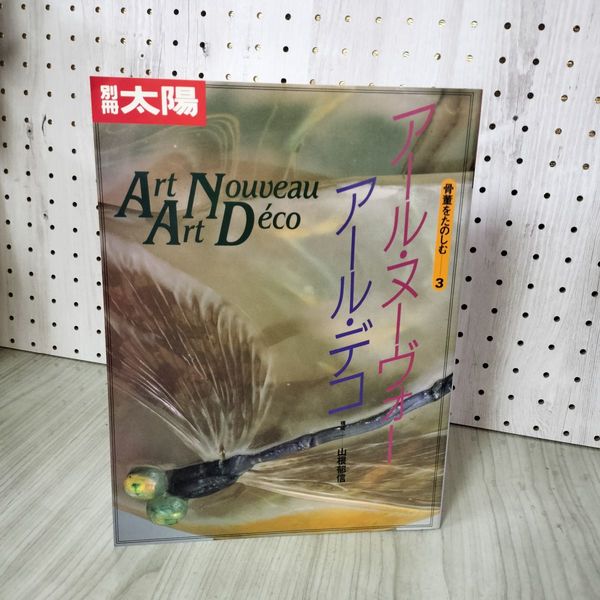 別冊太陽
Art Nouveau
Art Déco
アール・ヌーヴォー
アール・デコ
骨董をたのしむ——3
山根郁信